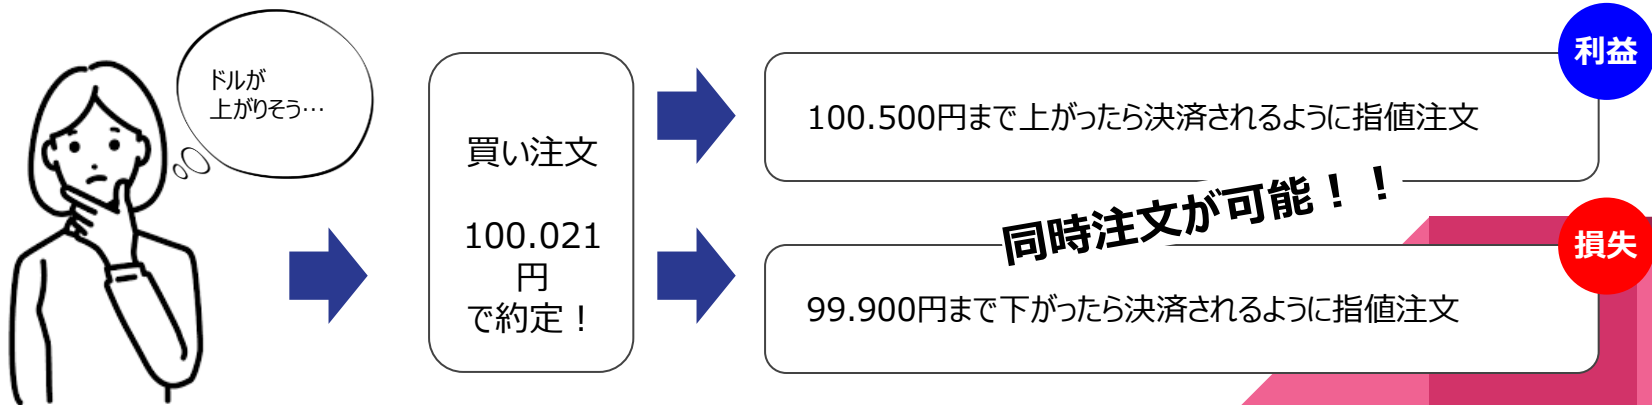 ドルが
上がりそう…
買い注文
100.021
円
で約定！
利益
100.500円まで上がったら決済されるように指値注文
同時注文が可能！！
損失
99.900円まで下がったら決済されるように指値注文